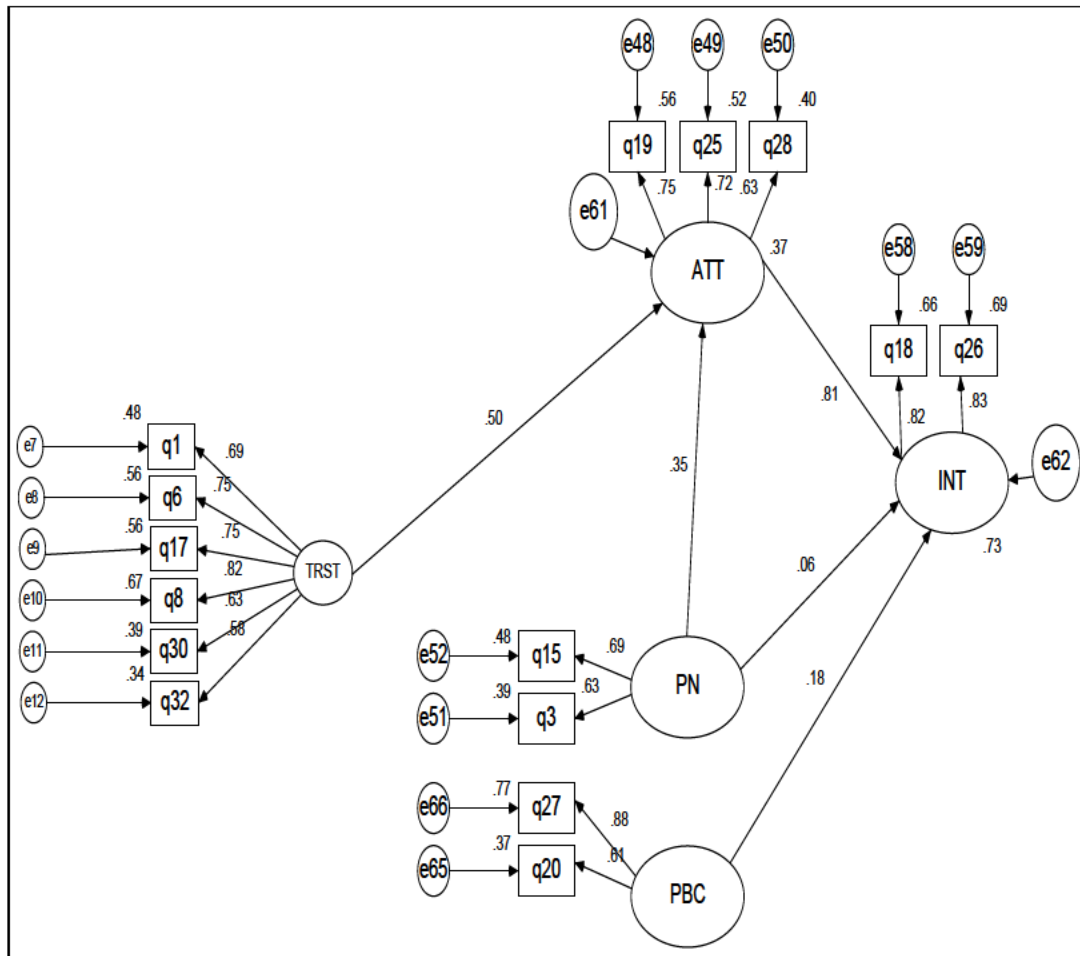 e48 e49 e50
.56 .52 .40
q19 q25 q28
.75 .72 .63
e61
ATT .37
e58 e59
.66 .69
q18 q26
.82 .83
.81
INT e62
.73
.50
.35
.06
.18
e7 .48 q1 .69
e8 .56 q6 .75
e9 .56 q17 .75
e10 .67 q8 .82
e11 .39 q30 .63
e12 .34 q32 .58
TRST
e52 .48 q15 .69
e51 .39 q3 .63
PN
e66 .77 q27 .88
e65 .37 q20 .61
PBC